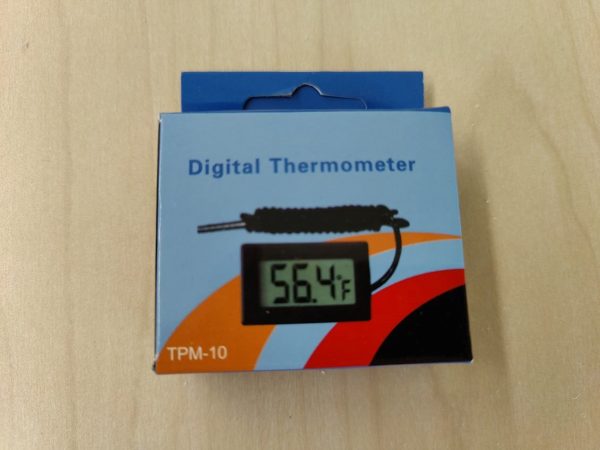 Digital Thermometer
56.4°F
TPM-10